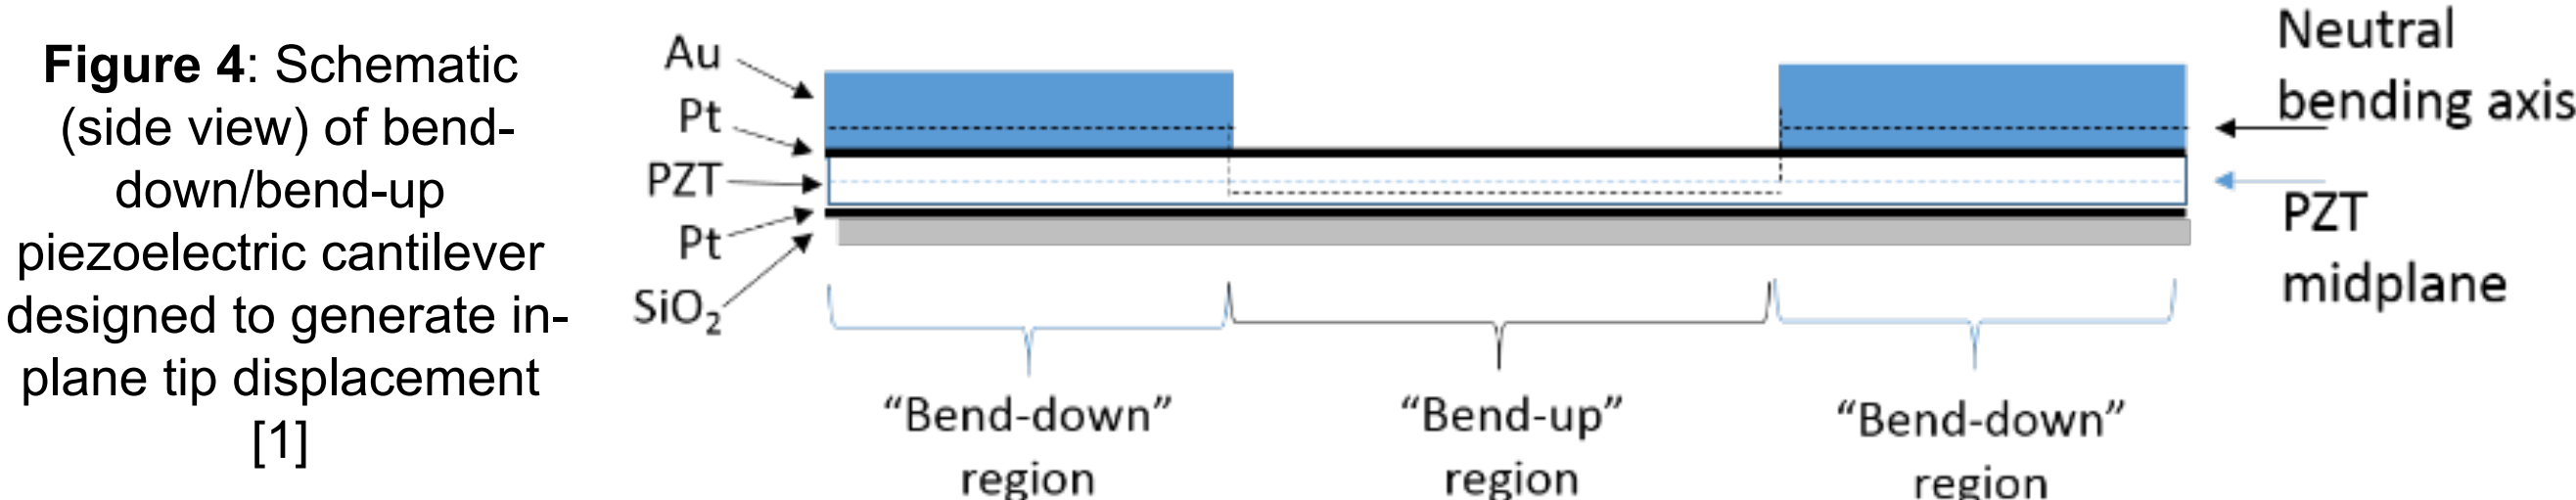 Figure 4: Schematic
(side view) of bend-
down/bend-up
piezoelectric cantilever
designed to generate in-
plane tip displacement
[1]
Au
Pt
PZT
Pt
SiO₂
Neutral
bending axis
PZT
midplane
“Bend-down”
region
“Bend-up”
region
“Bend-down”
region